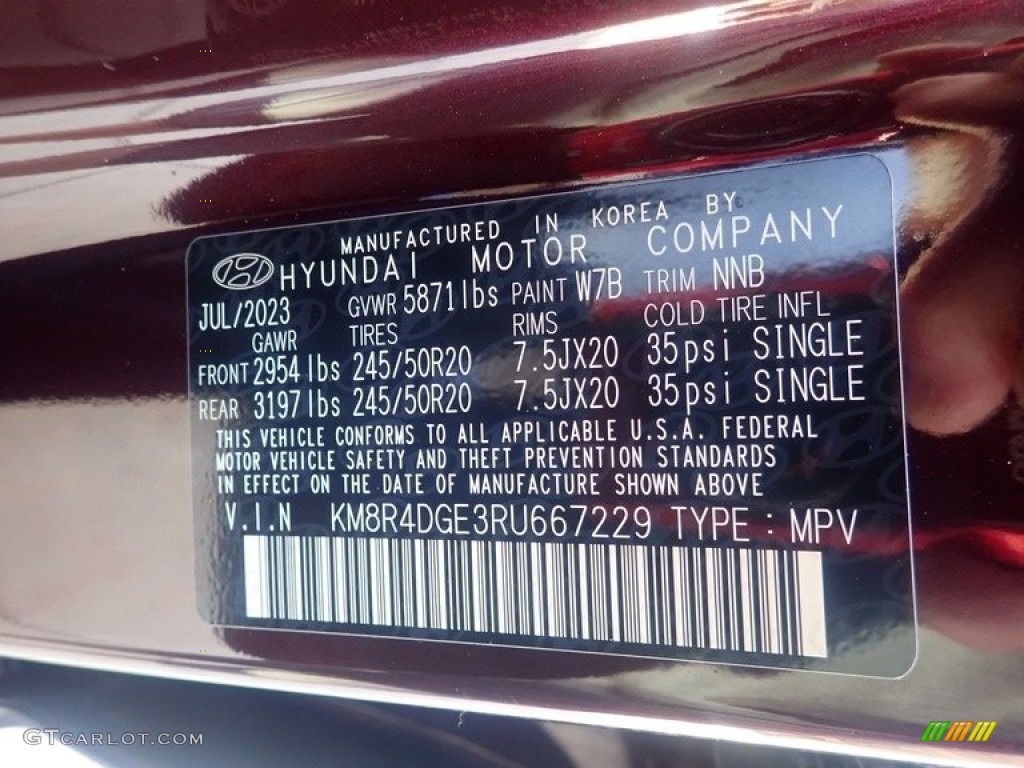 MANUFACTURED IN KOREA BY
HYUNDAI MOTOR COMPANY
JUL/2023 GVWR 5871lbs PAINT W7B TRIM NNB
GAWR TIRES RIMS COLD TIRE INFL
FRONT 2954lbs 245/50R20 7.5JX20 35psi SINGLE
REAR 3197lbs 245/50R20 7.5JX20 35psi SINGLE
THIS VEHICLE CONFORMS TO ALL APPLICABLE U.S.A. FEDERAL
MOTOR VEHICLE SAFETY AND THEFT PREVENTION STANDARDS
IN EFFECT ON THE DATE OF MANUFACTURE SHOWN ABOVE
V.I.N KM8R4DGE3RU667229 TYPE : MPV
GTCARLOT.COM